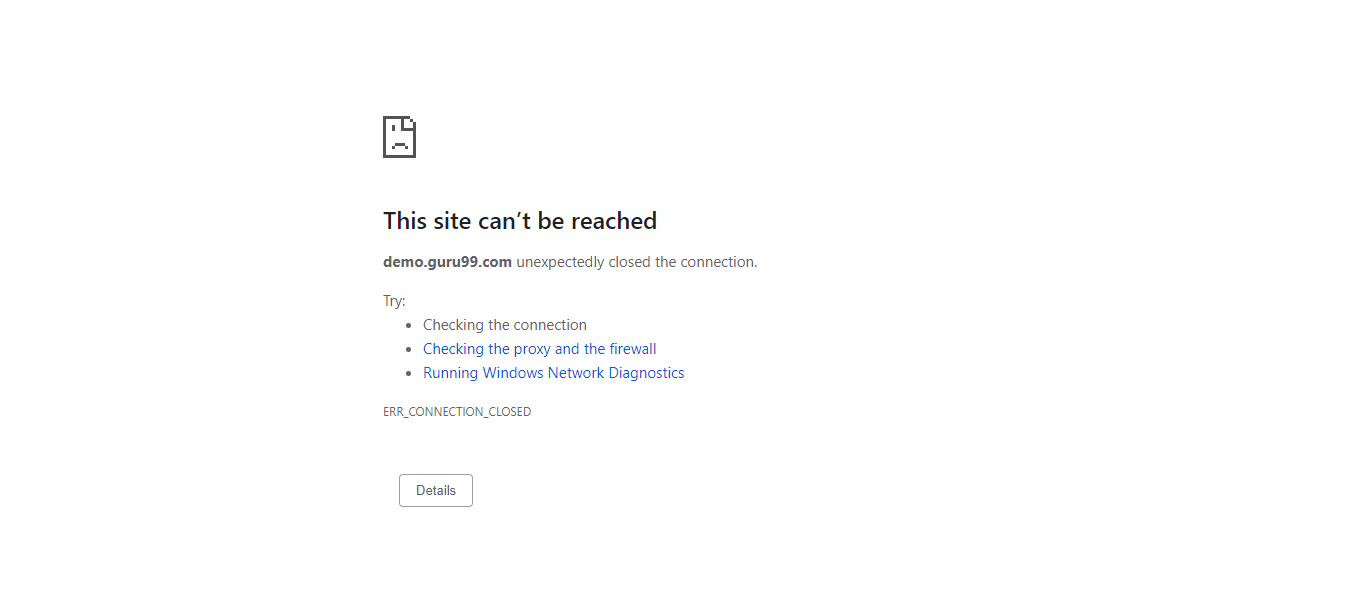 This site can’t be reached
demo.guru99.com unexpectedly closed the connection.
Try:
Checking the connection
Checking the proxy and the firewall
Running Windows Network Diagnostics
ERR_CONNECTION_CLOSED
Details